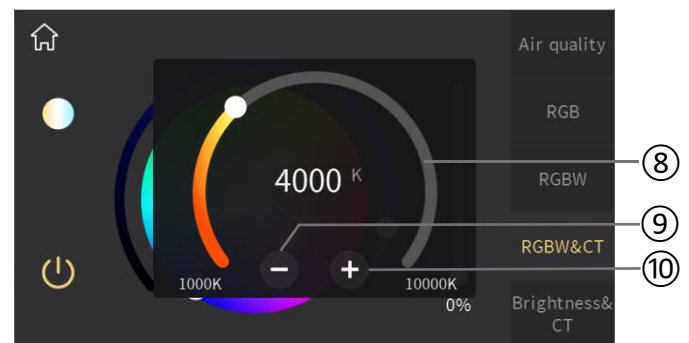 Air quality
RGB
⑧
RGBW
4000 K
⑨
RGBW&CT
⑩
− +
1000K
10000K
0%
Brightness&
CT